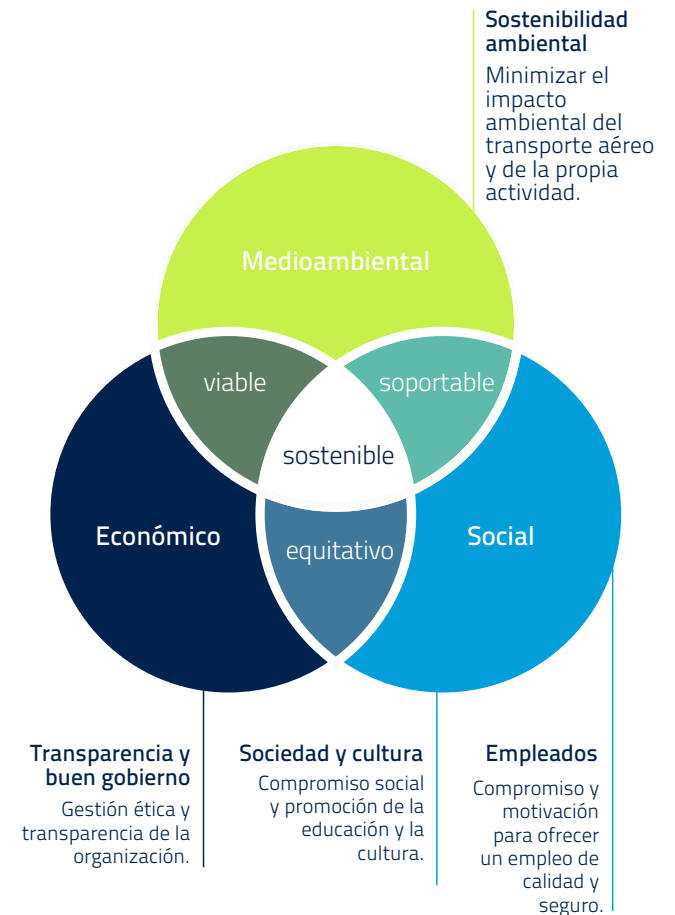 Sostenibilidad
ambiental
Minimizar el
impacto
ambiental del
transporte aéreo
y de la propia
actividad.
Medioambiental
viable
soportable
sostenible
Económico
equitativo
Social
Transparencia y
buen gobierno
Gestión ética y
transparencia de la
organización.
Sociedad y cultura
Compromiso social
y promoción de la
educación y la
cultura.
Empleados
Compromiso y
motivación
para ofrecer
un empleo de
calidad y
seguro.